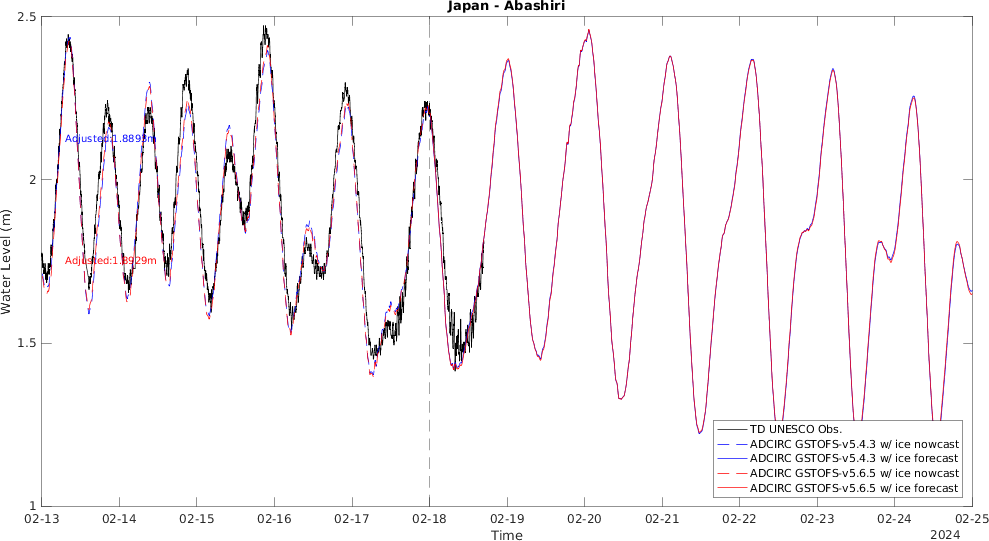 Japan - Abashiri
2.5
2
1.5
1
Water Level (m)
Adjusted:1.8893m
Adjusted:1.8929m
TD UNESCO Obs.
ADCIRC GSTOFS-v5.4.3 w/ ice nowcast
ADCIRC GSTOFS-v5.4.3 w/ ice forecast
ADCIRC GSTOFS-v5.6.5 w/ ice nowcast
ADCIRC GSTOFS-v5.6.5 w/ ice forecast
02-13 02-14 02-15 02-16 02-17 02-18 02-19 02-20 02-21 02-22 02-23 02-24 02-25
Time
2024